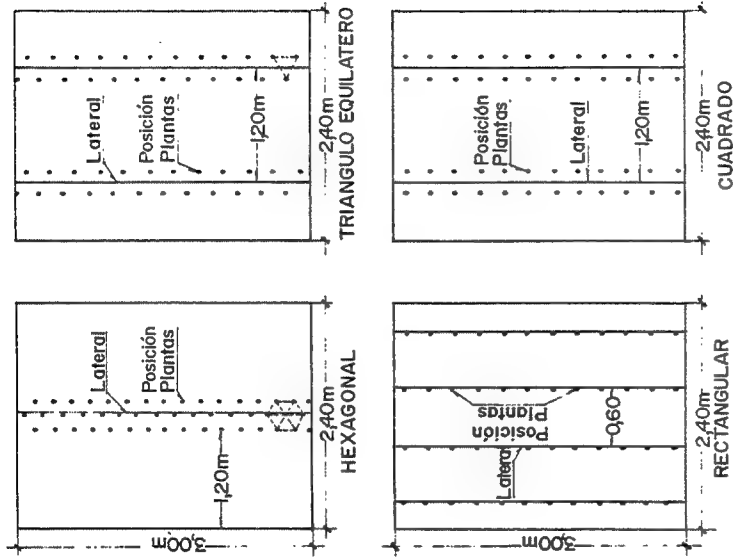 3,00m
1,20m
Lateral
Posición
Plantas
2,40m
HEXAGONAL
Lateral
Posición
Plantas
1,20m
2,40m
TRIANGULO EQUILATERO
3,00m
Lateral
Posición
Plantas
0,60
2,40m
RECTANGULAR
Posición
Plantas
Lateral
1,20m
2,40m
CUADRADO